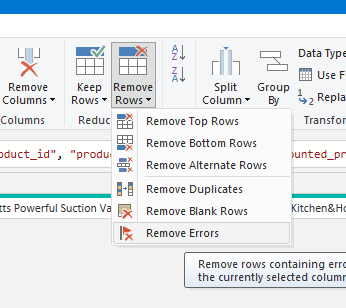 Remove
Columns
Keep
Rows
Remove
Rows
Split
Column
Group
By
Data Type
Use F
Replac
Columns
Reduc
Transfor
Remove Top Rows
Remove Bottom Rows
Remove Alternate Rows
Remove Duplicates
Remove Blank Rows
Remove Errors
oduct_id", "produ
ounted_pr
tts Powerful Suction Va
Kitchen&Ho
Remove rows containing erro
the currently selected column